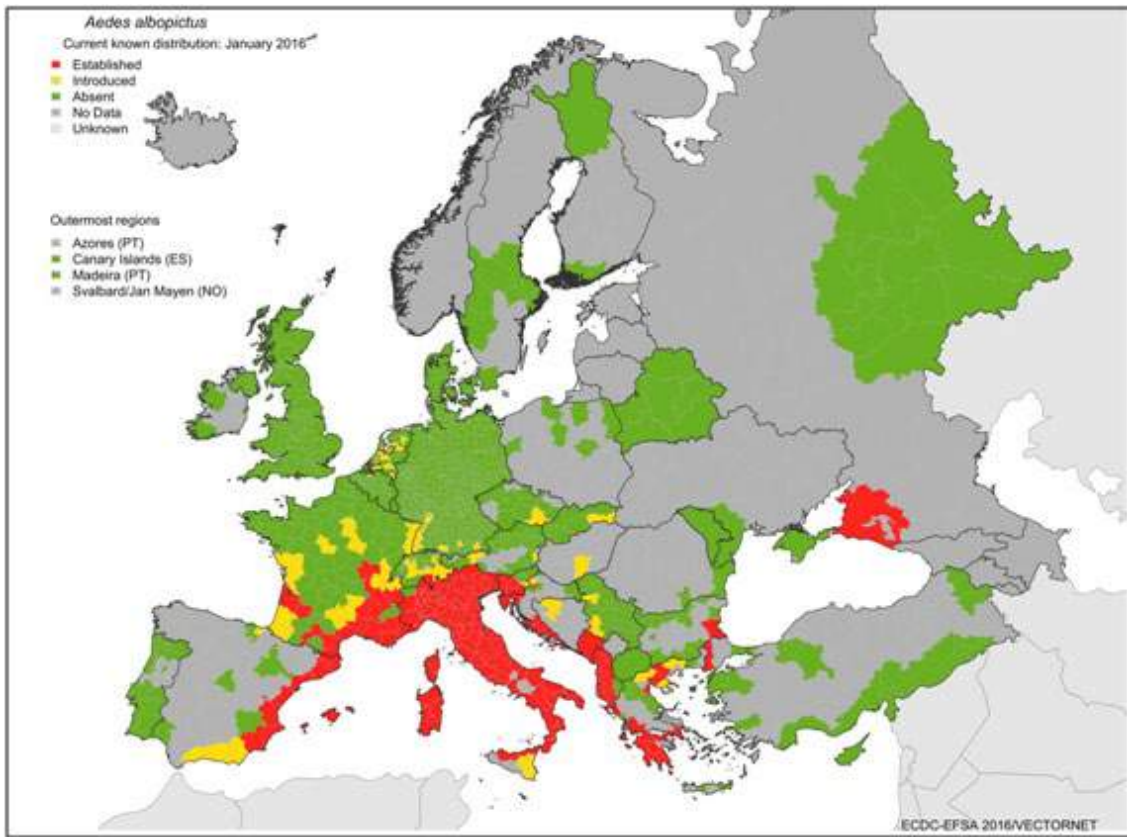 Aedes albopictus
Current known distribution: January 2016
Established
Introduced
Absent
No Data
Unknown
Outermost regions
Azores (PT)
Canary Islands (ES)
Madeira (PT)
Svalbard/Jan Mayen (NO)
ECDC-EFSA 2016/VECTORNET